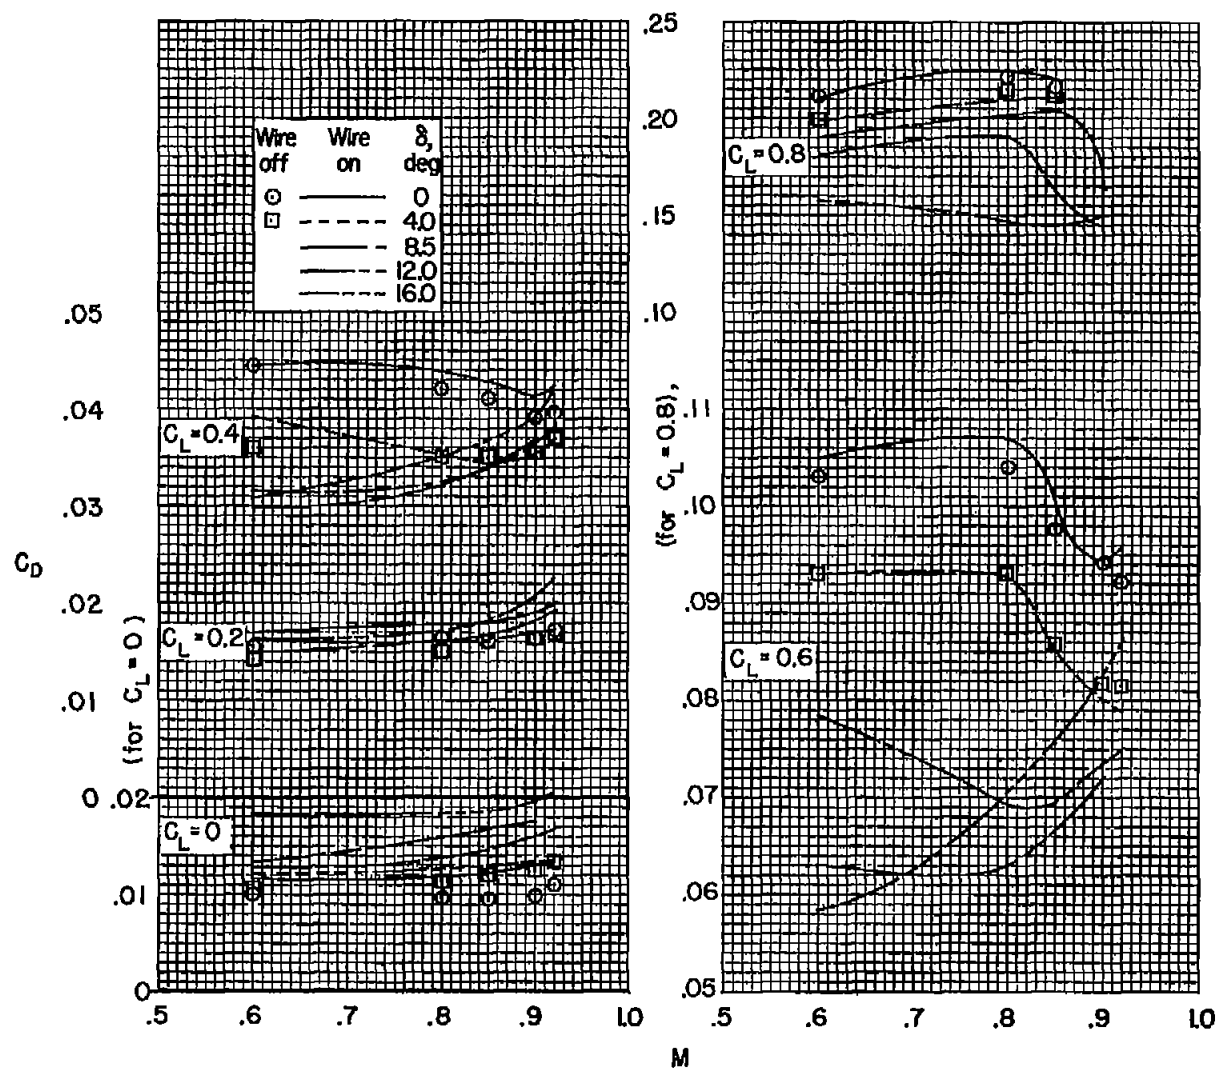 Wire off
Wire on
δ, deg
0
4.0
8.5
12.0
16.0
.05
.04
.03
.02
.01
0
(for C_L = 0)
.02
.01
0
C_D
C_L = 0.4
C_L = 0.2
C_L = 0
.5 .6 .7 .8 .9 1.0
.25
.20
.15
.10
(for C_L = 0.8),
.11
.10
.09
.08
.07
.06
.05
C_L = 0.8
C_L = 0.6
.5 .6 .7 .8 .9 1.0
M